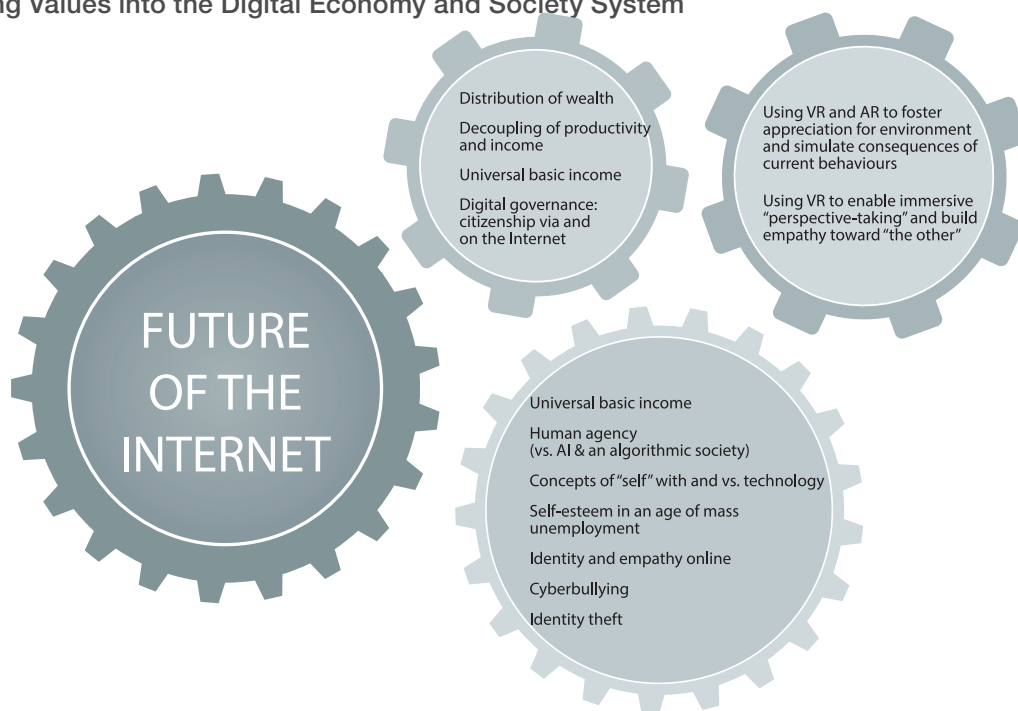 ng Values into the Digital Economy and Society System
Distribution of wealth
Decoupling of productivity
and income
Universal basic income
Digital governance:
citizenship via and
on the Internet
Using VR and AR to foster
appreciation for environment
and simulate consequences of
current behaviours
Using VR to enable immersive
“perspective-taking” and build
empathy toward “the other”
FUTURE
OF THE
INTERNET
Universal basic income
Human agency
(vs. AI & an algorithmic society)
Concepts of “self” with and vs. technology
Self-esteem in an age of mass
unemployment
Identity and empathy online
Cyberbullying
Identity theft